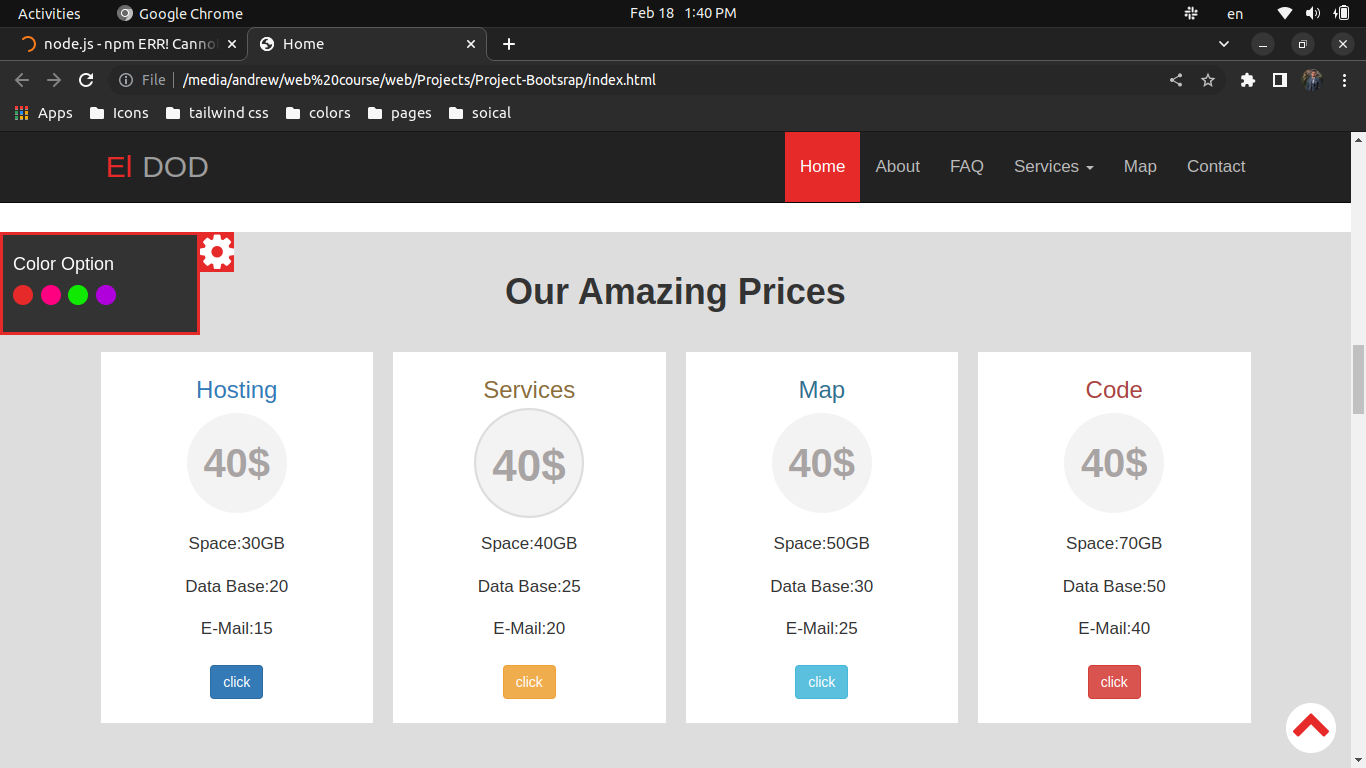 Activities Google Chrome Feb 18 1:40 PM en
node.js - npm ERR! Canno Home
File /media/andrew/web%20course/web/Projects/Project-Bootsrap/index.html
Apps Icons tailwind css colors pages soical
El DOD Home About FAQ Services Map Contact
Color Option
Our Amazing Prices
Hosting Services Map Code
40$ 40$ 40$ 40$
Space:30GB Space:40GB Space:50GB Space:70GB
Data Base:20 Data Base:25 Data Base:30 Data Base:50
E-Mail:15 E-Mail:20 E-Mail:25 E-Mail:40
click click click click